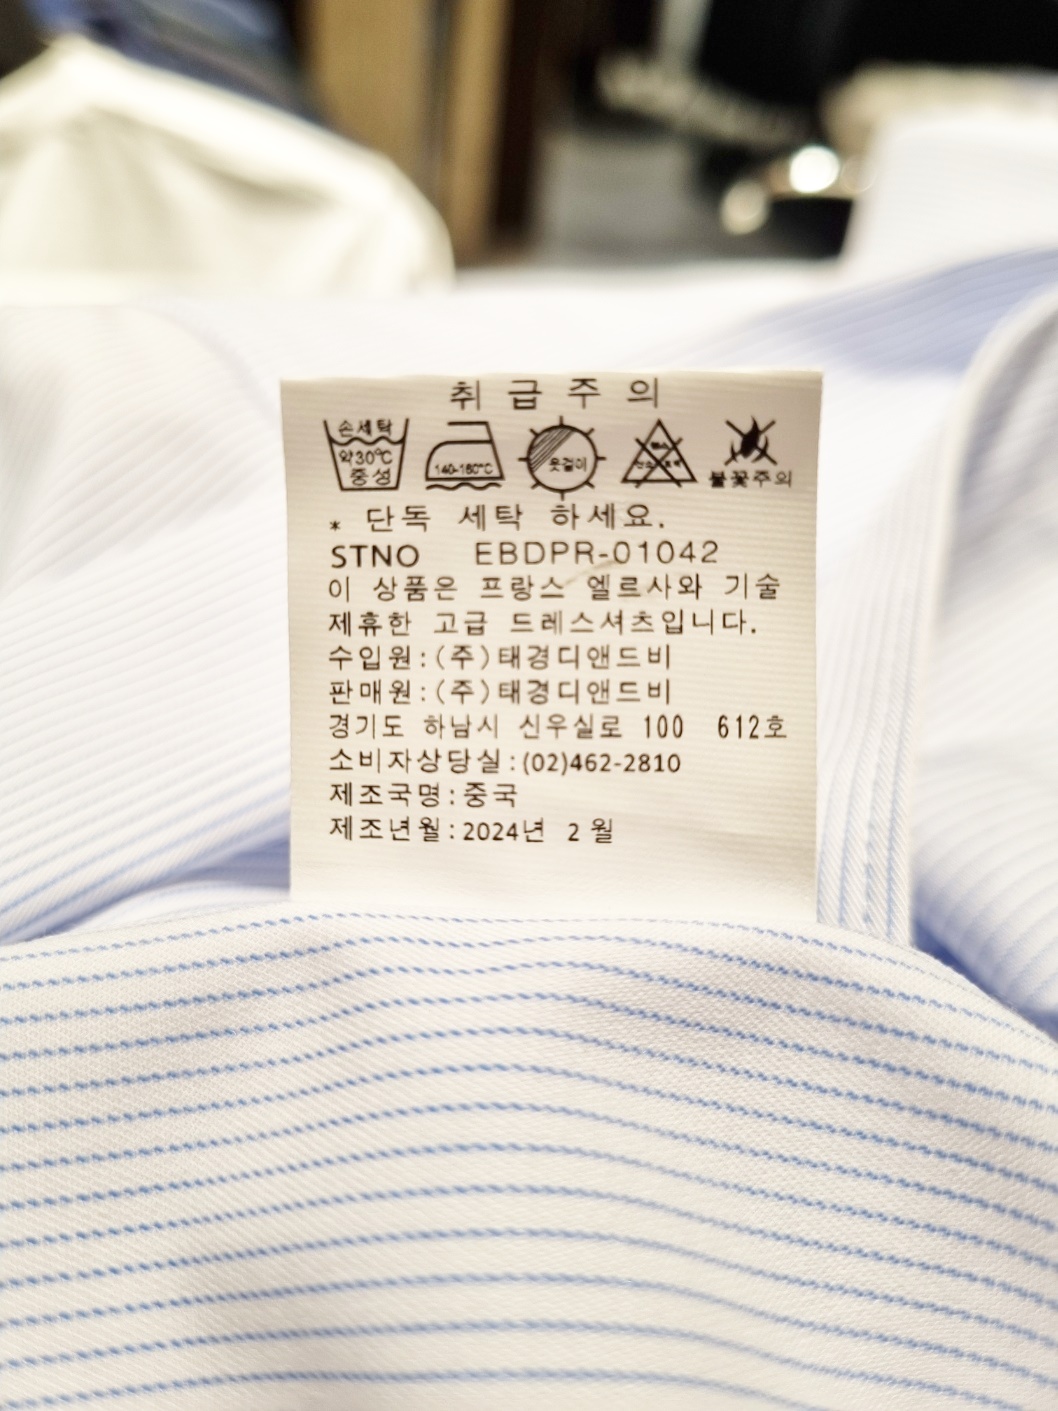 취급주의
손세탁
약30℃
중성
140-160℃
옷걸이
불꽃주의
* 단독 세탁 하세요.
STNO EBDPR-01042
이 상품은 프랑스 엘르사와 기술
제휴한 고급 드레스셔츠입니다.
수입원:(주)태경디앤드비
판매원:(주)태경디앤드비
경기도 하남시 신우실로 100 612호
소비자상당실:(02)462-2810
제조국명:중국
제조년월:2024년 2월